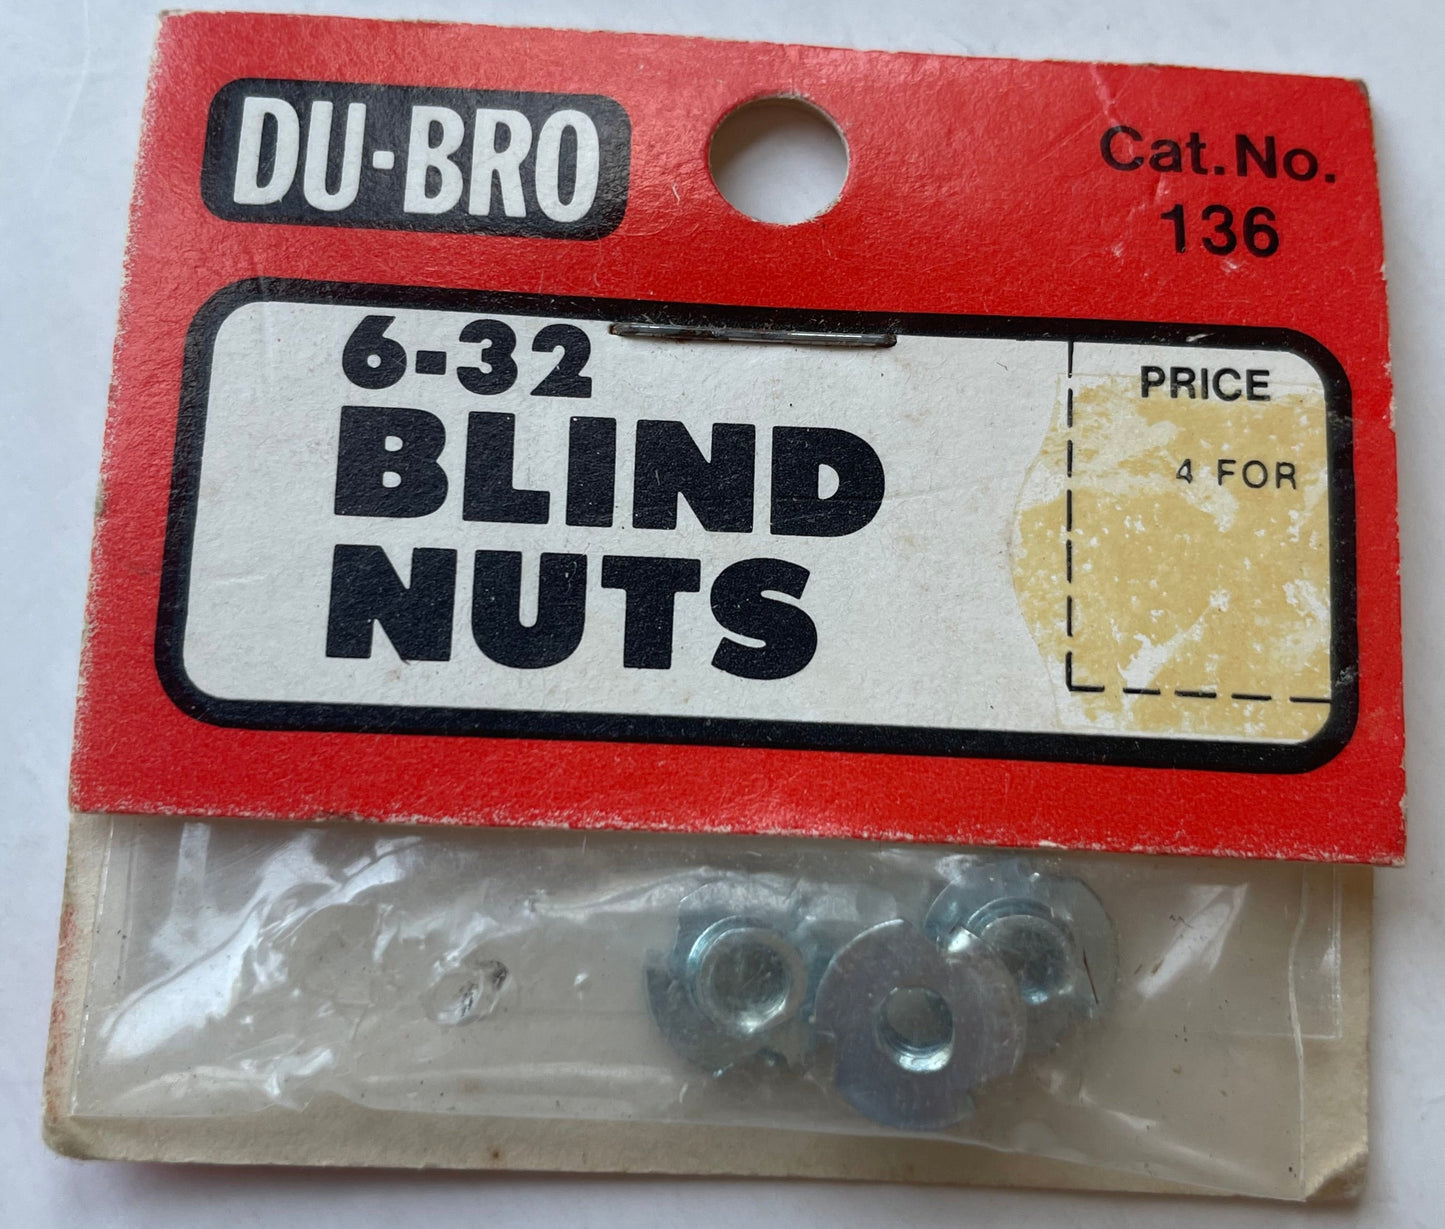 DU-BRO
Cat.No.
136
6-32
BLIND
NUTS
PRICE
4 FOR